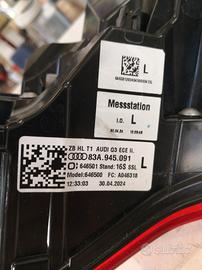 L
Messstation
I.D. L
ZB HL T1 AUDI Q3 ECE li.
83A.945.091 L
646501 Stand: 16S SSL
Model:646500 FC: A046318
12:33:03 30.04.2024